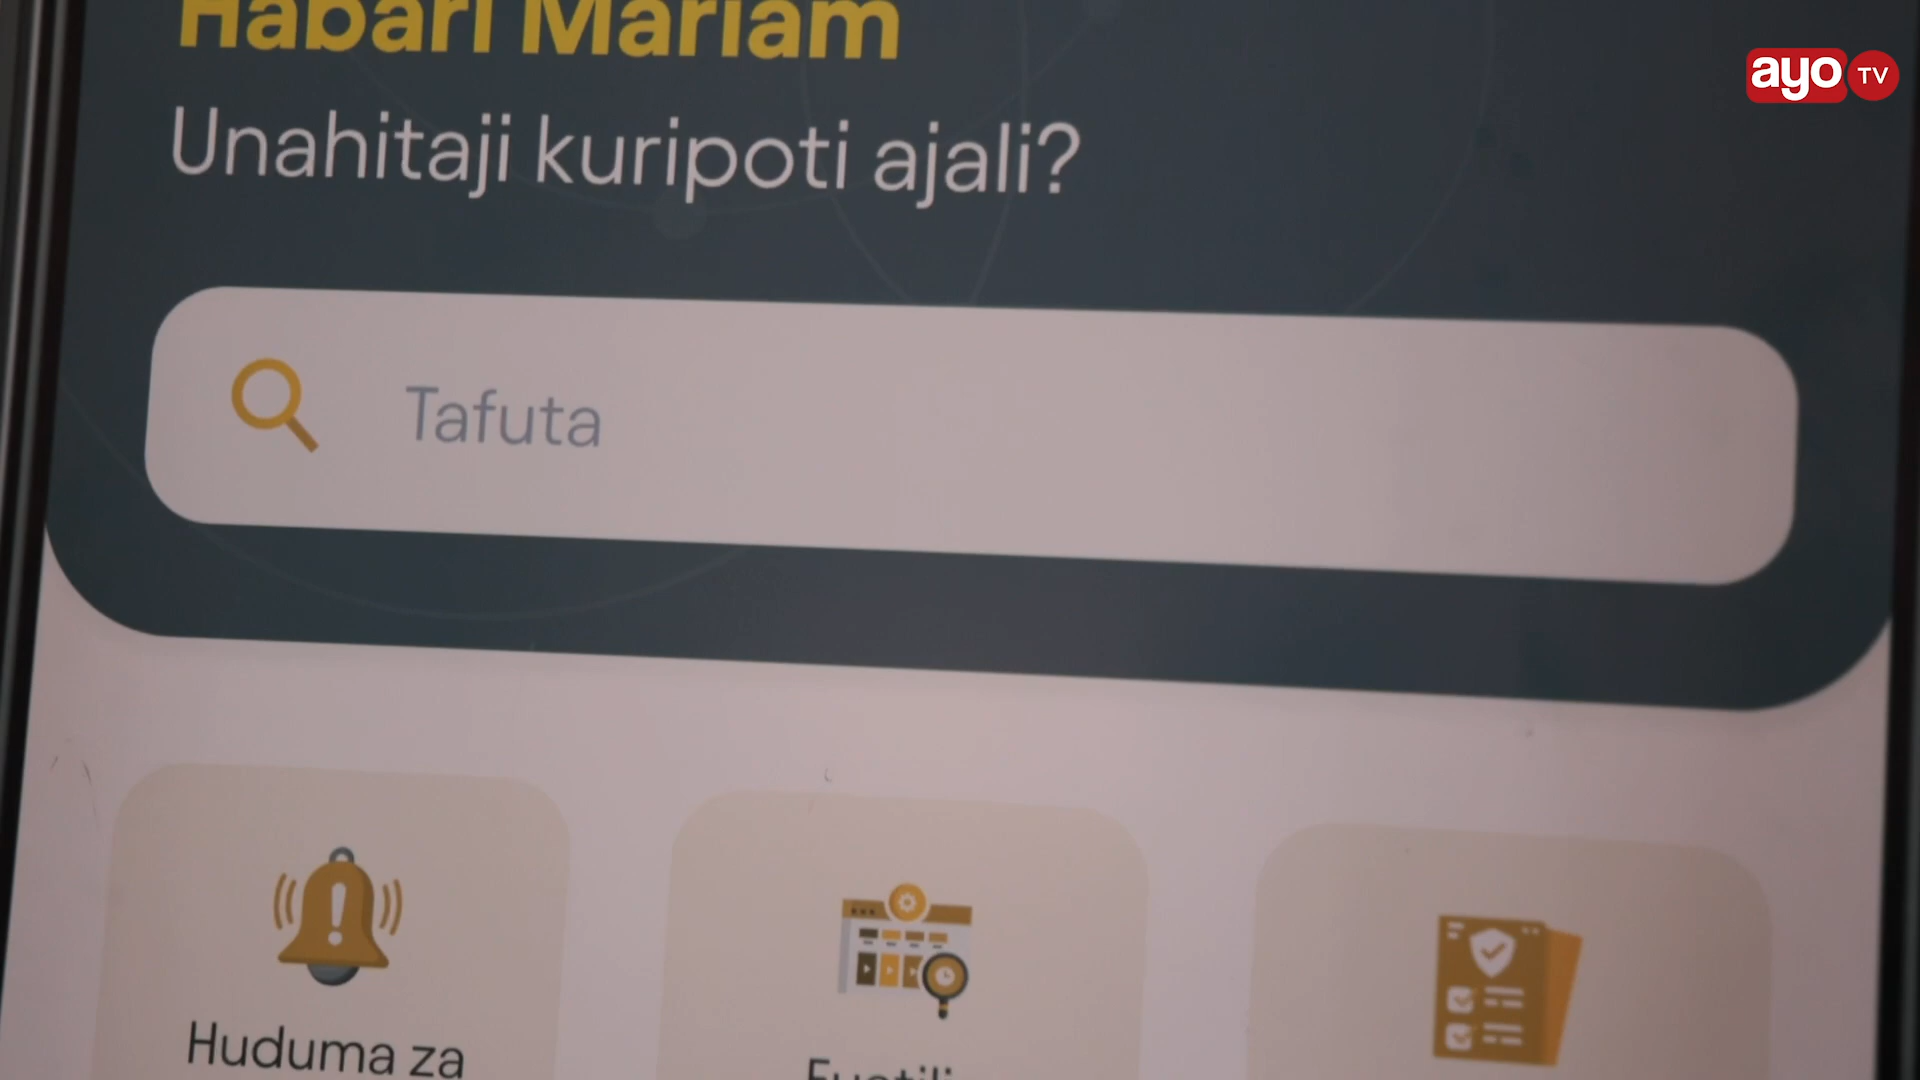 Habari Mariam
ayo TV
Unahitaji kuripoti ajali?
Tafuta
Huduma za